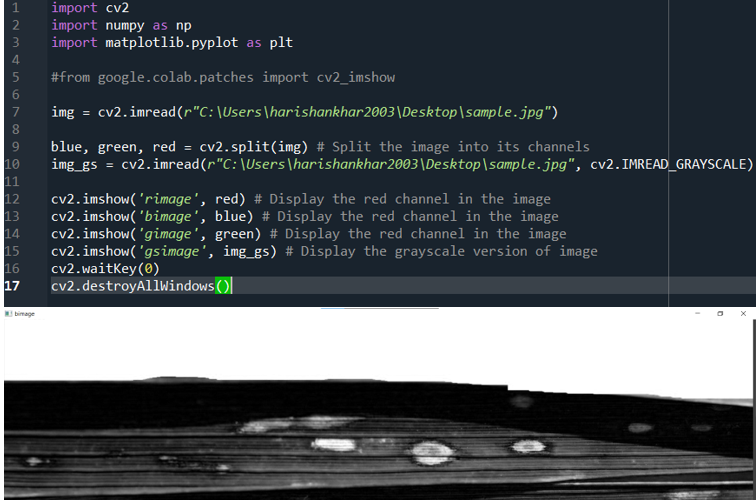 1 import cv2
2 import numpy as np
3 import matplotlib.pyplot as plt
4
5 #from google.colab.patches import cv2_imshow
6
7 img = cv2.imread(r"C:\Users\harishankhar2003\Desktop\sample.jpg")
8
9 blue, green, red = cv2.split(img) # Split the image into its channels
10 img_gs = cv2.imread(r"C:\Users\harishankhar2003\Desktop\sample.jpg", cv2.IMREAD_GRAYSCALE)
11
12 cv2.imshow('rimage', red) # Display the red channel in the image
13 cv2.imshow('bimage', blue) # Display the red channel in the image
14 cv2.imshow('gimage', green) # Display the red channel in the image
15 cv2.imshow('gsimage', img_gs) # Display the grayscale version of image
16 cv2.waitKey(0)
17 cv2.destroyAllWindows()
bimage